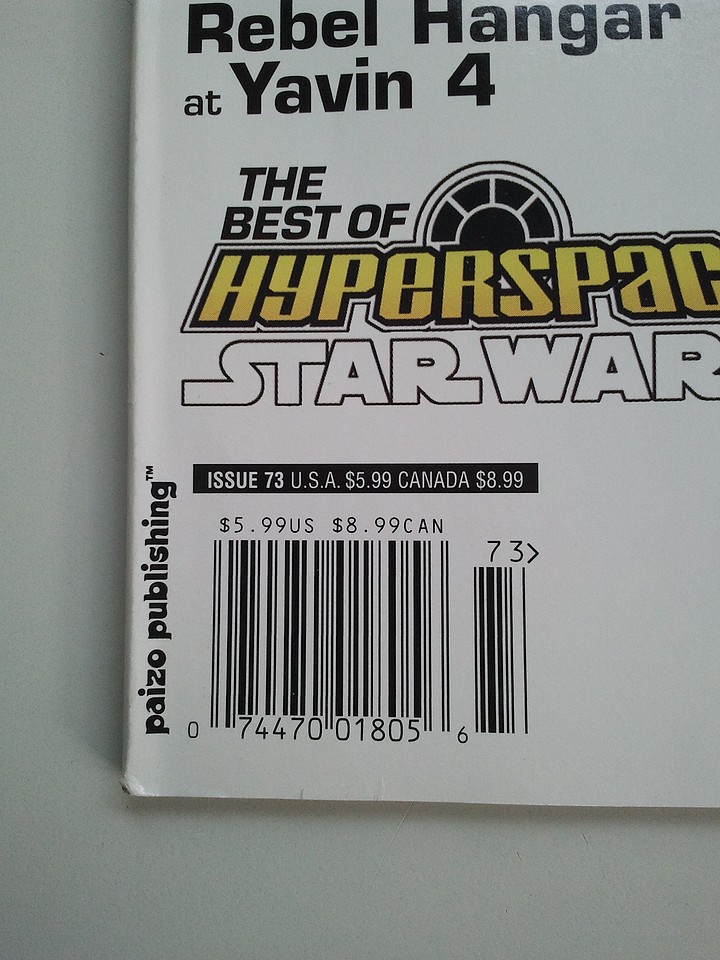 Rebel Hangar
at Yavin 4
THE
BEST OF
HYPERSPAC
STAR WAR
ISSUE 73 U.S.A. $5.99 CANADA $8.99
$5.99US $8.99CAN
73>
0 74470 01805 6
paizo publishing™